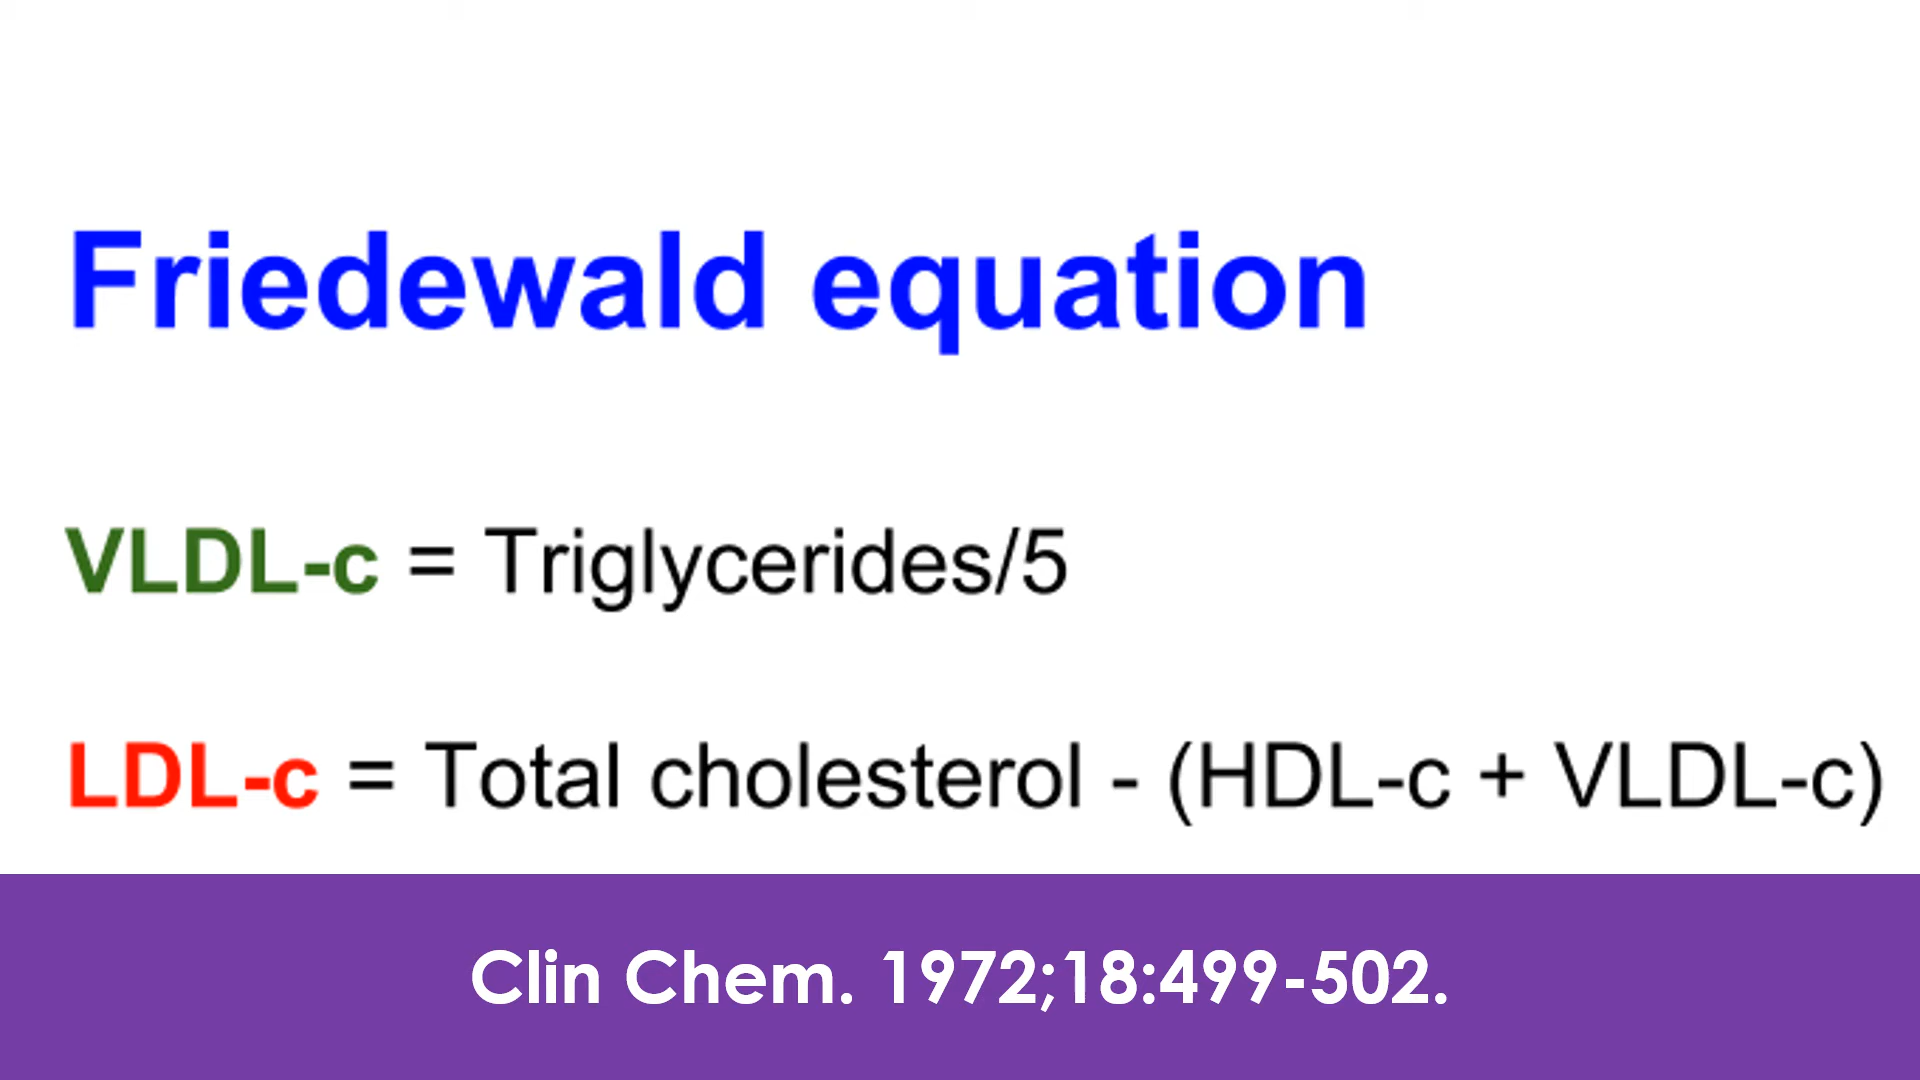 Friedewald equation
VLDL-c = Triglycerides/5
LDL-c = Total cholesterol - (HDL-c + VLDL-c)
Clin Chem. 1972;18:499-502.